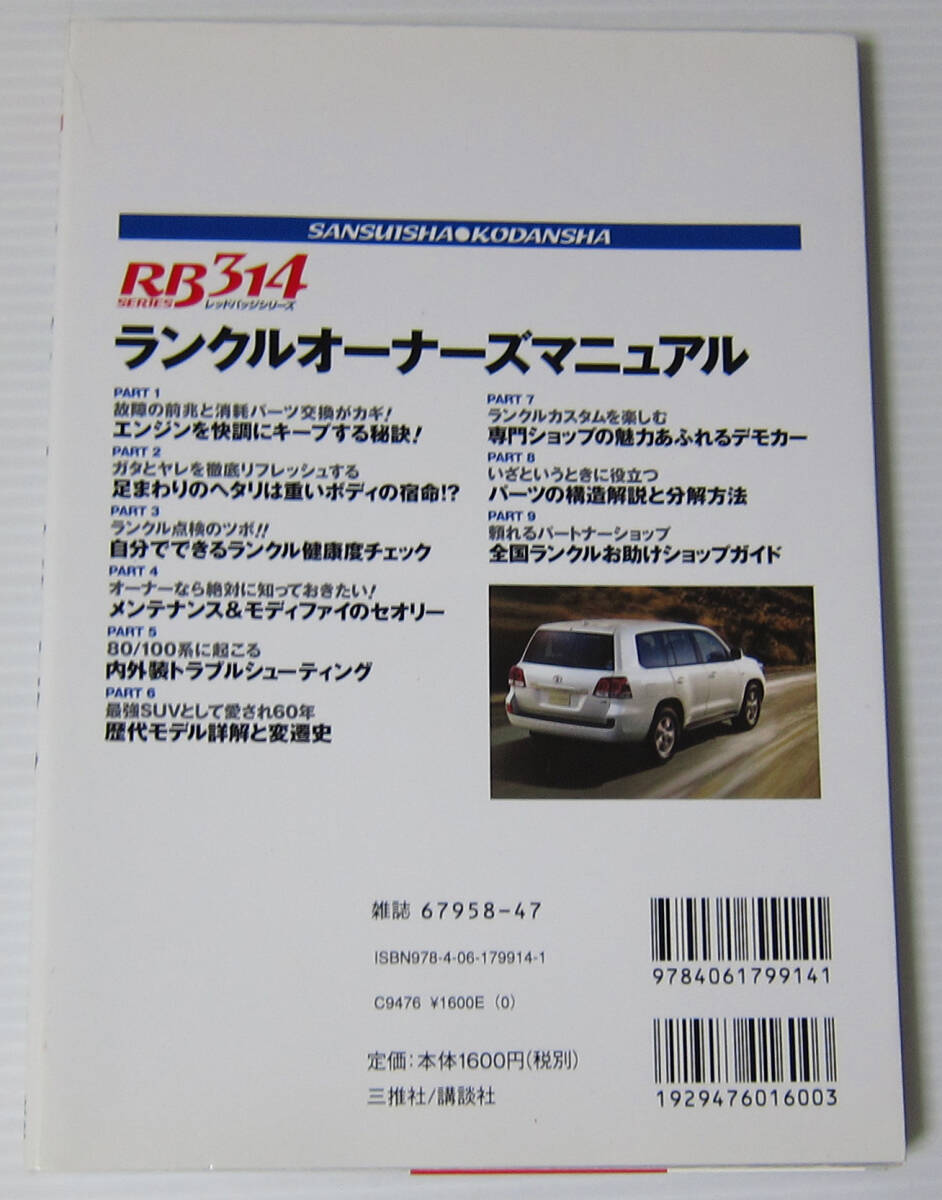 SANSUISHA●KODANSHA
RB314
SERIES レッドバッジシリーズ
ランクルオーナーズマニュアル
PART 1
故障の前兆と消耗パーツ交換がカギ!
エンジンを快調にキープする秘訣!
PART 2
ガタとヤレを徹底リフレッシュする
足まわりのヘタリは重いボディの宿命!?
PART 3
ランクル点検のツボ!!
自分でできるランクル健康度チェック
PART 4
オーナーなら絶対に知っておきたい!
メンテナンス&モディファイのセオリー
PART 5
80/100系に起こる
内外装トラブルシューティング
PART 6
最強SUVとして愛され60年
歴代モデル詳解と変遷史
PART 7
ランクルカスタムを楽しむ
専門ショップの魅力あふれるデモカー
PART 8
いざというときに役立つ
パーツの構造解説と分解方法
PART 9
頼れるパートナーショップ
全国ランクルお助けショップガイド
雑誌 67958-47
ISBN978-4-06-179914-1
C9476 ¥1600E (0)
定価:本体1600円(税別)
三推社/講談社
9784061799141
1929476016003